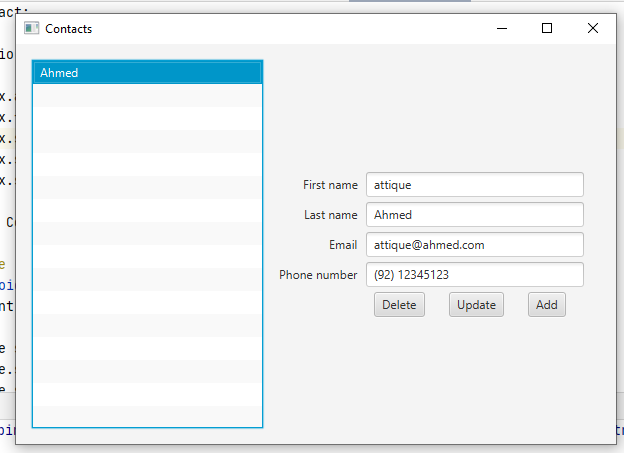 act:
Contacts
Ahmed
First name
attique
Last name
Ahmed
Email
attique@ahmed.com
Phone number
(92) 12345123
Delete
Update
Add